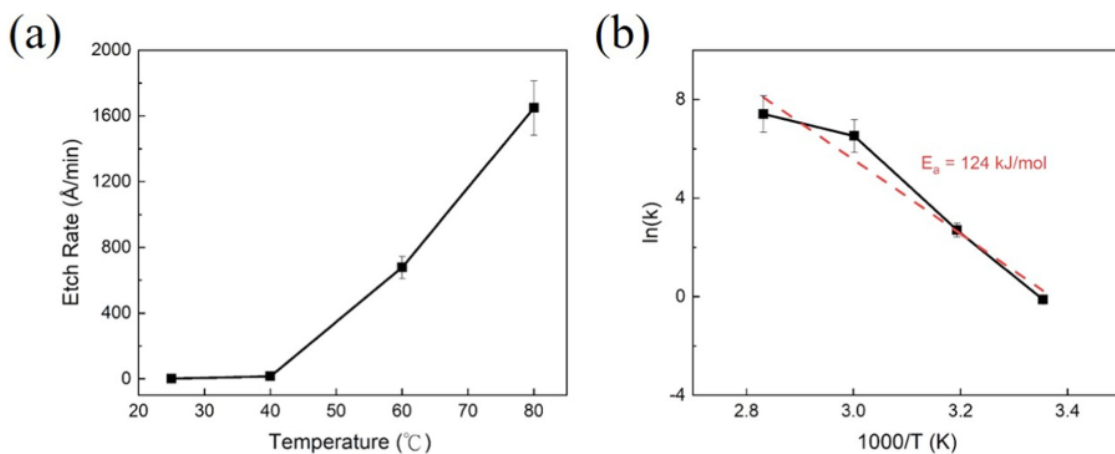 (a)
2000
1600
1200
800
400
0
20 30 40 50 60 70 80
Etch Rate (Å/min)
Temperature (℃)
(b)
8
4
0
-4
2.8 3.0 3.2 3.4
ln(k)
1000/T (K)
Eₐ = 124 kJ/mol